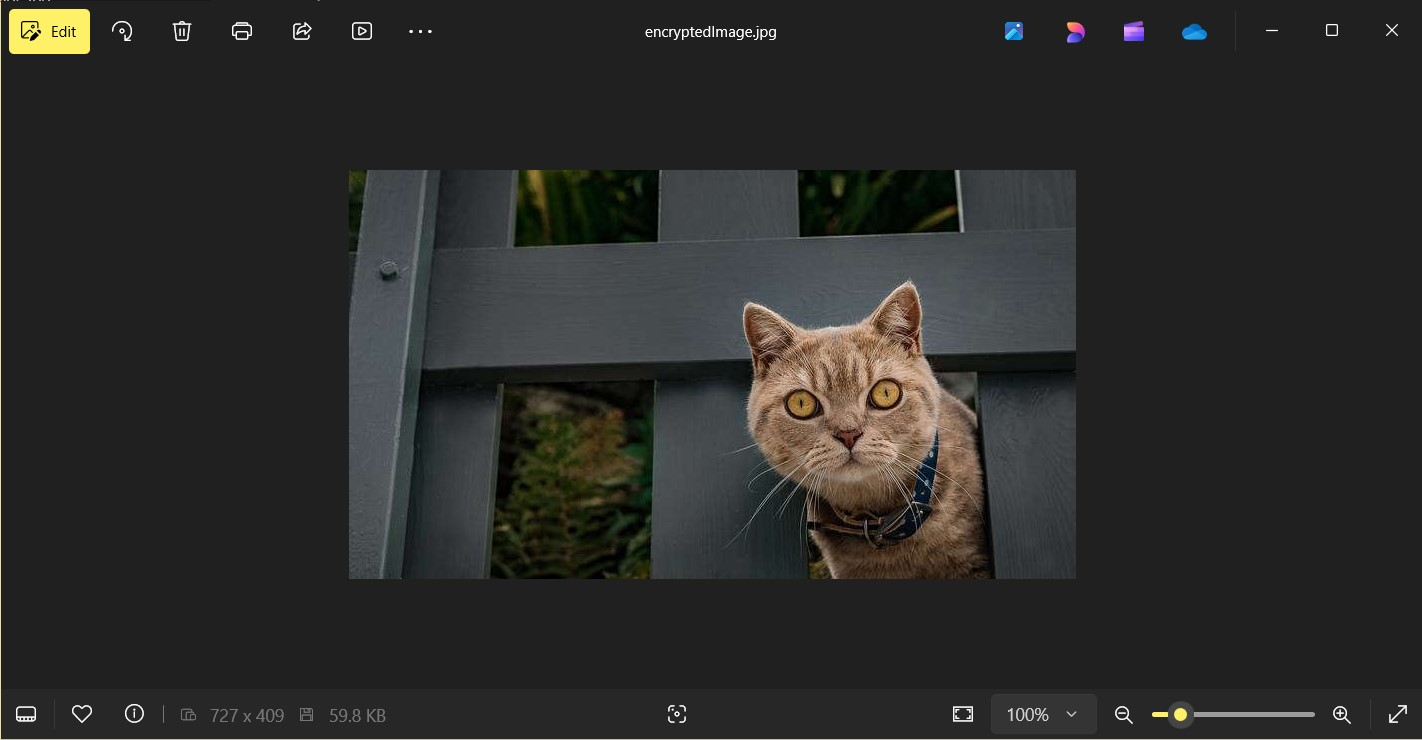 Edit
encryptedImage.jpg
727 x 409
59.8 KB
100%